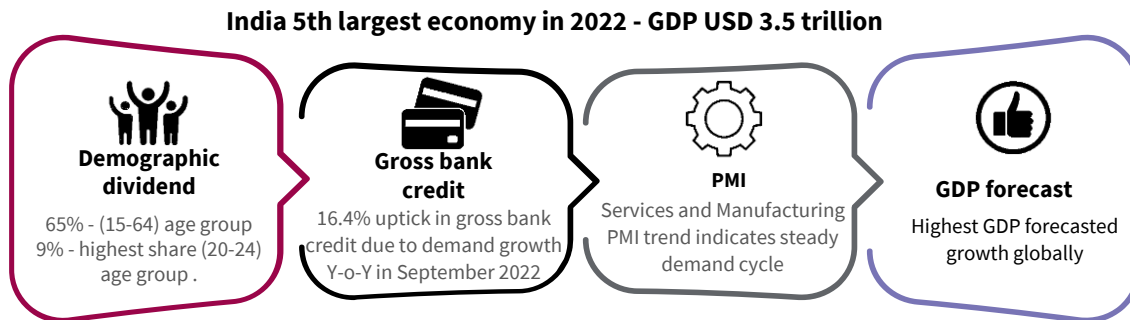 India 5th largest economy in 2022 - GDP USD 3.5 trillion
Demographic
dividend
65% - (15-64) age group
9% - highest share (20-24)
age group .
Gross bank
credit
16.4% uptick in gross bank
credit due to demand growth
Y-o-Y in September 2022
PMI
Services and Manufacturing
PMI trend indicates steady
demand cycle
GDP forecast
Highest GDP forecasted
growth globally